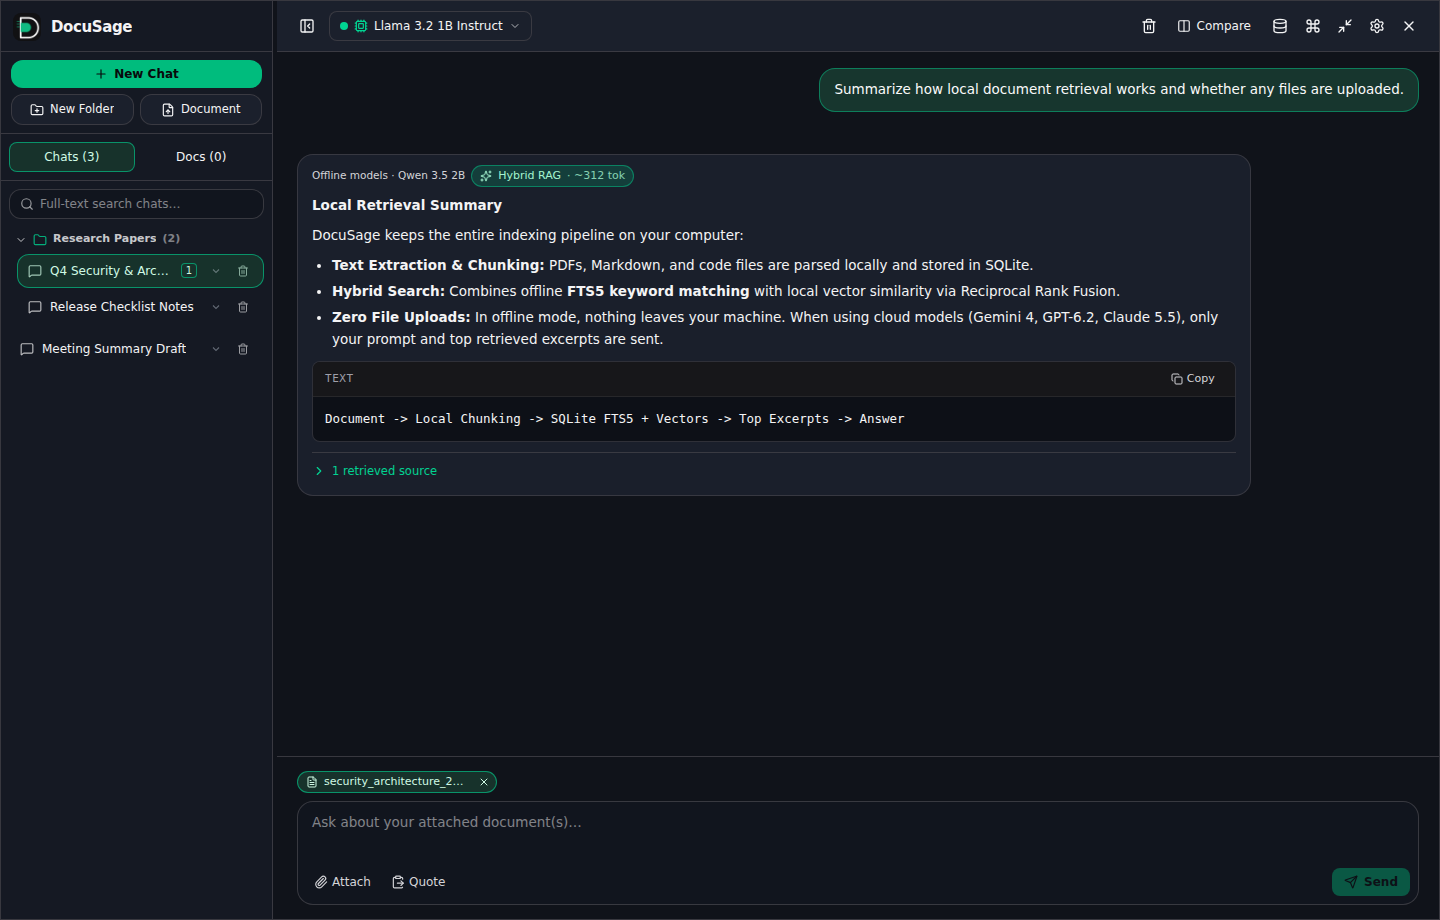 DocuSage
New Chat
New Folder
Document
Chats (3)
Docs (0)
Full-text search chats...
Research Papers (2)
Q4 Security & Arc... 1
Release Checklist Notes
Meeting Summary Draft
Llama 3.2 1B Instruct
Compare
Summarize how local document retrieval works and whether any files are uploaded.
Offline models · Qwen 3.5 2B Hybrid RAG · ~312 tok
Local Retrieval Summary
DocuSage keeps the entire indexing pipeline on your computer:
• Text Extraction & Chunking: PDFs, Markdown, and code files are parsed locally and stored in SQLite.
• Hybrid Search: Combines offline FTS5 keyword matching with local vector similarity via Reciprocal Rank Fusion.
• Zero File Uploads: In offline mode, nothing leaves your machine. When using cloud models (Gemini 4, GPT-6.2, Claude 5.5), only
your prompt and top retrieved excerpts are sent.
TEXT
Copy
Document -> Local Chunking -> SQLite FTS5 + Vectors -> Top Excerpts -> Answer
1 retrieved source
security_architecture_2...
Ask about your attached document(s)...
Attach
Quote
Send